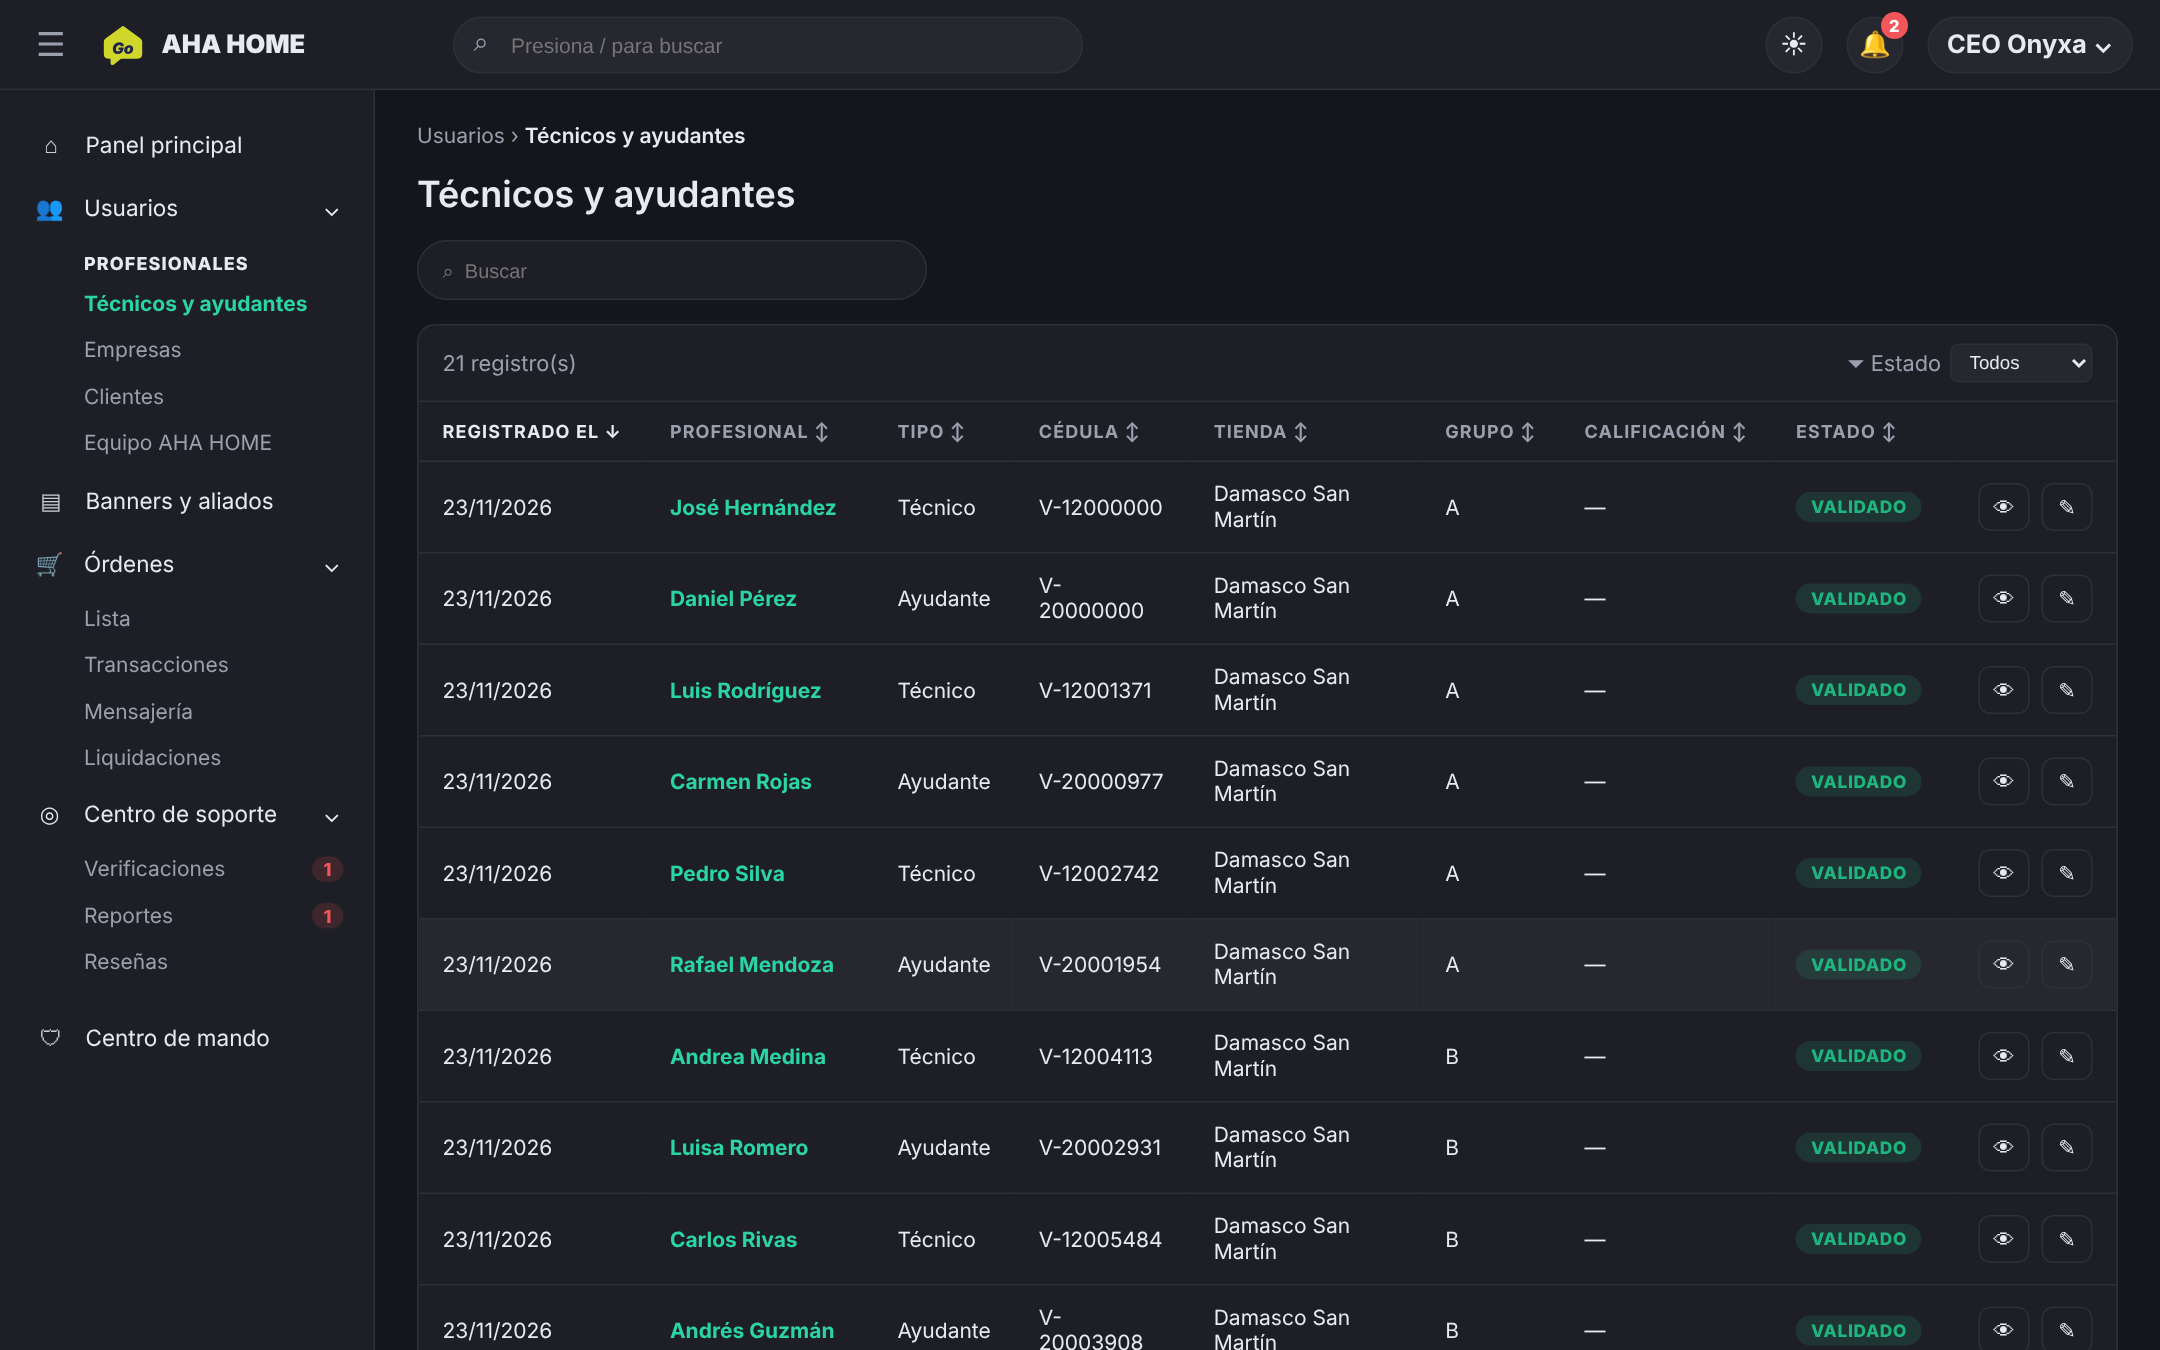 Go
AHA HOME
Presiona / para buscar
2
CEO Onyxa
Panel principal
Usuarios
PROFESIONALES
Técnicos y ayudantes
Empresas
Clientes
Equipo AHA HOME
Banners y aliados
Órdenes
Lista
Transacciones
Mensajería
Liquidaciones
Centro de soporte
Verificaciones 1
Reportes 1
Reseñas
Centro de mando
Usuarios › Técnicos y ayudantes
Técnicos y ayudantes
Buscar
21 registro(s)
Estado Todos
REGISTRADO EL ↓ PROFESIONAL ↕ TIPO ↕ CÉDULA ↕ TIENDA ↕ GRUPO ↕ CALIFICACIÓN ↕ ESTADO ↕
23/11/2026 José Hernández Técnico V-12000000 Damasco San Martín A — VALIDADO
23/11/2026 Daniel Pérez Ayudante V-20000000 Damasco San Martín A — VALIDADO
23/11/2026 Luis Rodríguez Técnico V-12001371 Damasco San Martín A — VALIDADO
23/11/2026 Carmen Rojas Ayudante V-20000977 Damasco San Martín A — VALIDADO
23/11/2026 Pedro Silva Técnico V-12002742 Damasco San Martín A — VALIDADO
23/11/2026 Rafael Mendoza Ayudante V-20001954 Damasco San Martín A — VALIDADO
23/11/2026 Andrea Medina Técnico V-12004113 Damasco San Martín B — VALIDADO
23/11/2026 Luisa Romero Ayudante V-20002931 Damasco San Martín B — VALIDADO
23/11/2026 Carlos Rivas Técnico V-12005484 Damasco San Martín B — VALIDADO
23/11/2026 Andrés Guzmán Ayudante V-20003908 Damasco San Martín B — VALIDADO